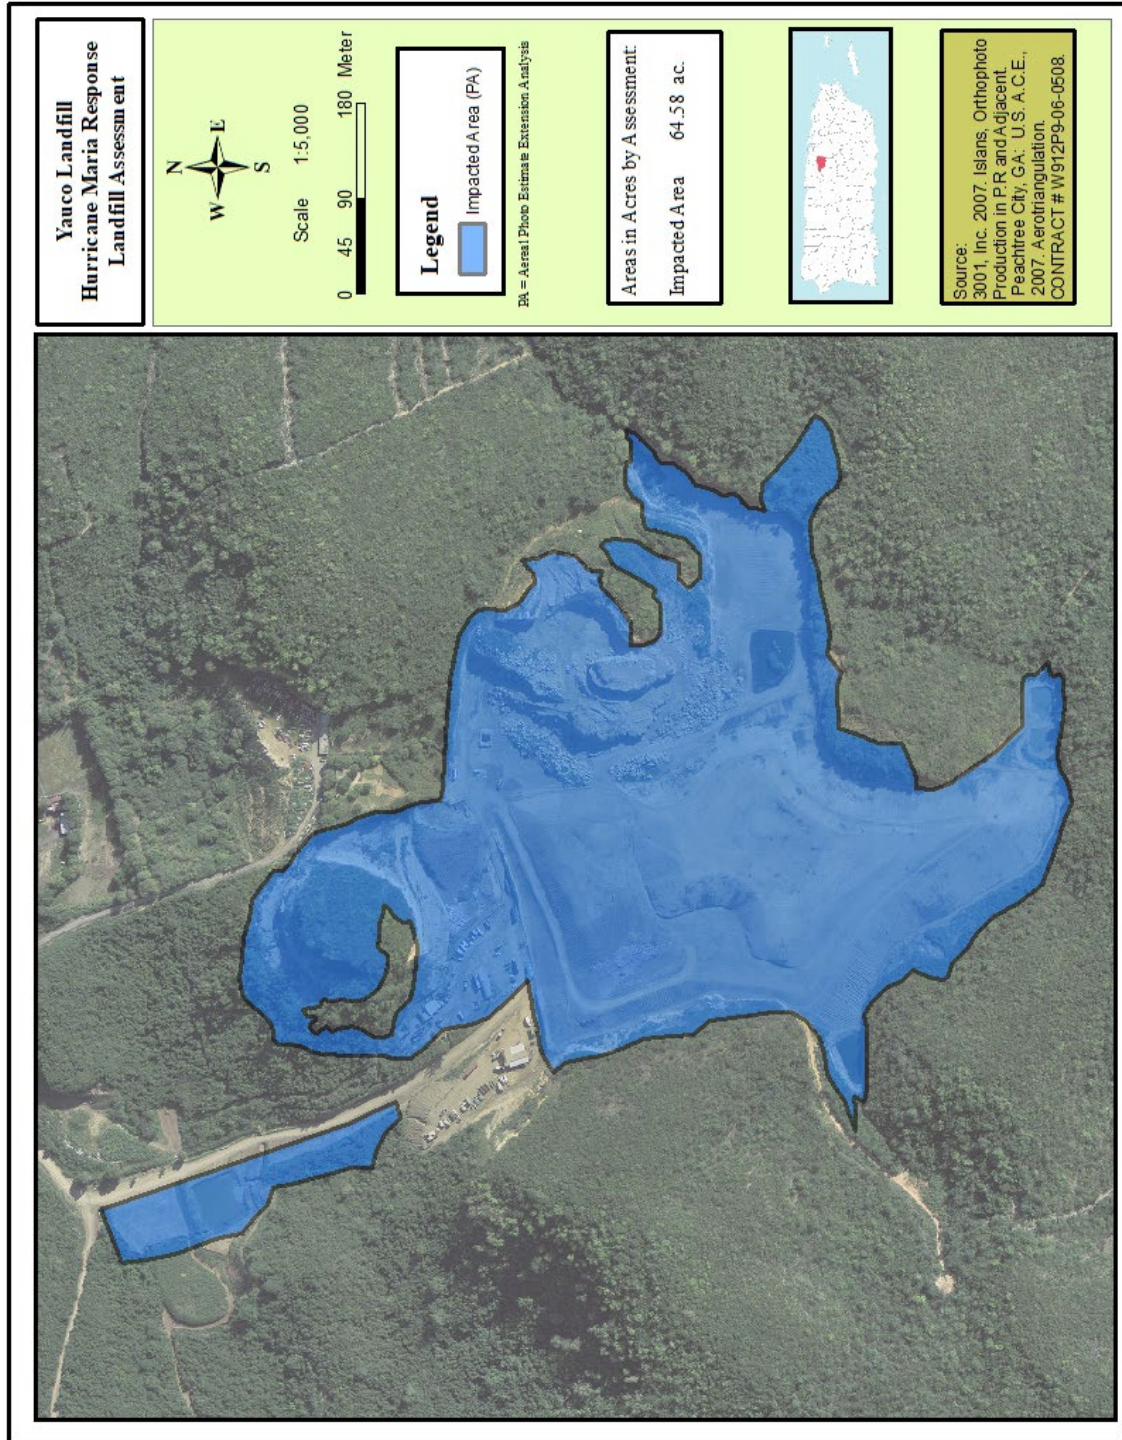 Yauco Landfill
Hurricane Maria Response
Landfill Assessment
N
W
E
S
Scale 1:5,000
0 45 90 180 Meter
Legend
Impacted Area (PA)
PA = Aereal Photo Estimate Extension Analysis
Areas in Acres by Assessment:
Impacted Area 64.58 ac.
Source:
3001, Inc. 2007. Islans, Orthophoto
Production in P.R and Adjacent.
Peachtree City, GA: U.S. A.C.E.,
2007. Aerotriangulation.
CONTRACT # W912P9-06-0508.